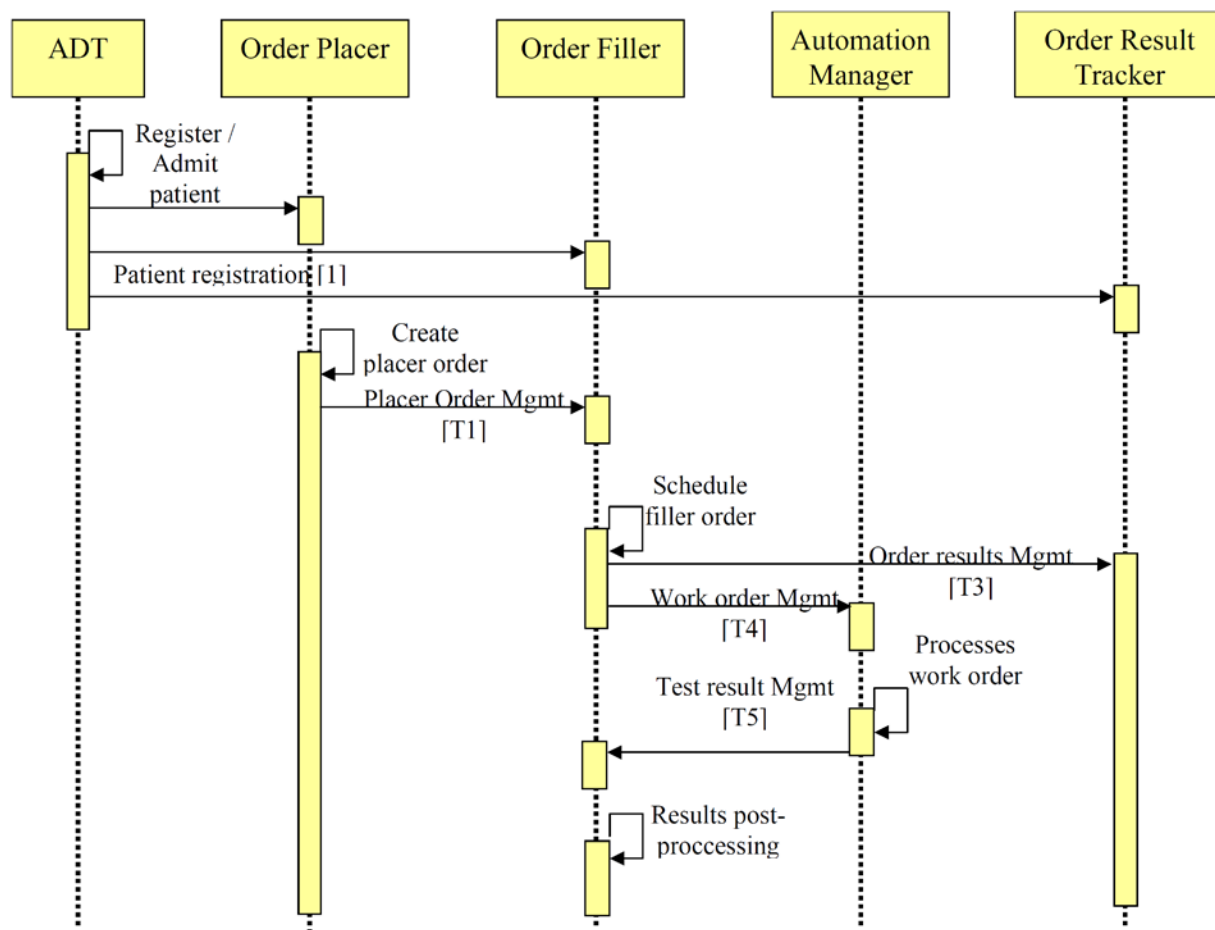 ADT
Order Placer
Order Filler
Automation
Manager
Order Result
Tracker
Register /
Admit
patient
Patient registration [1]
Create
placer order
Placer Order Mgmt
[T1]
Schedule
filler order
Order results Mgmt
[T3]
Work order Mgmt
[T4]
Processes
work order
Test result Mgmt
[T5]
Results post-
proccessing